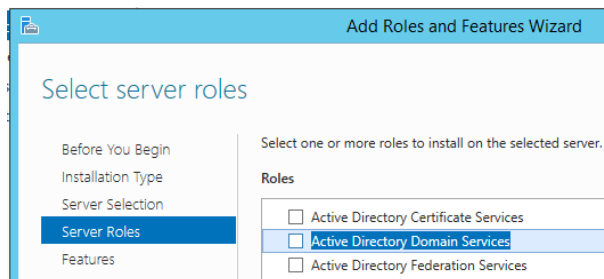 Add Roles and Features Wizard
Select server roles
Before You Begin
Installation Type
Server Selection
Server Roles
Features
Select one or more roles to install on the selected server.
Roles
Active Directory Certificate Services
Active Directory Domain Services
Active Directory Federation Services